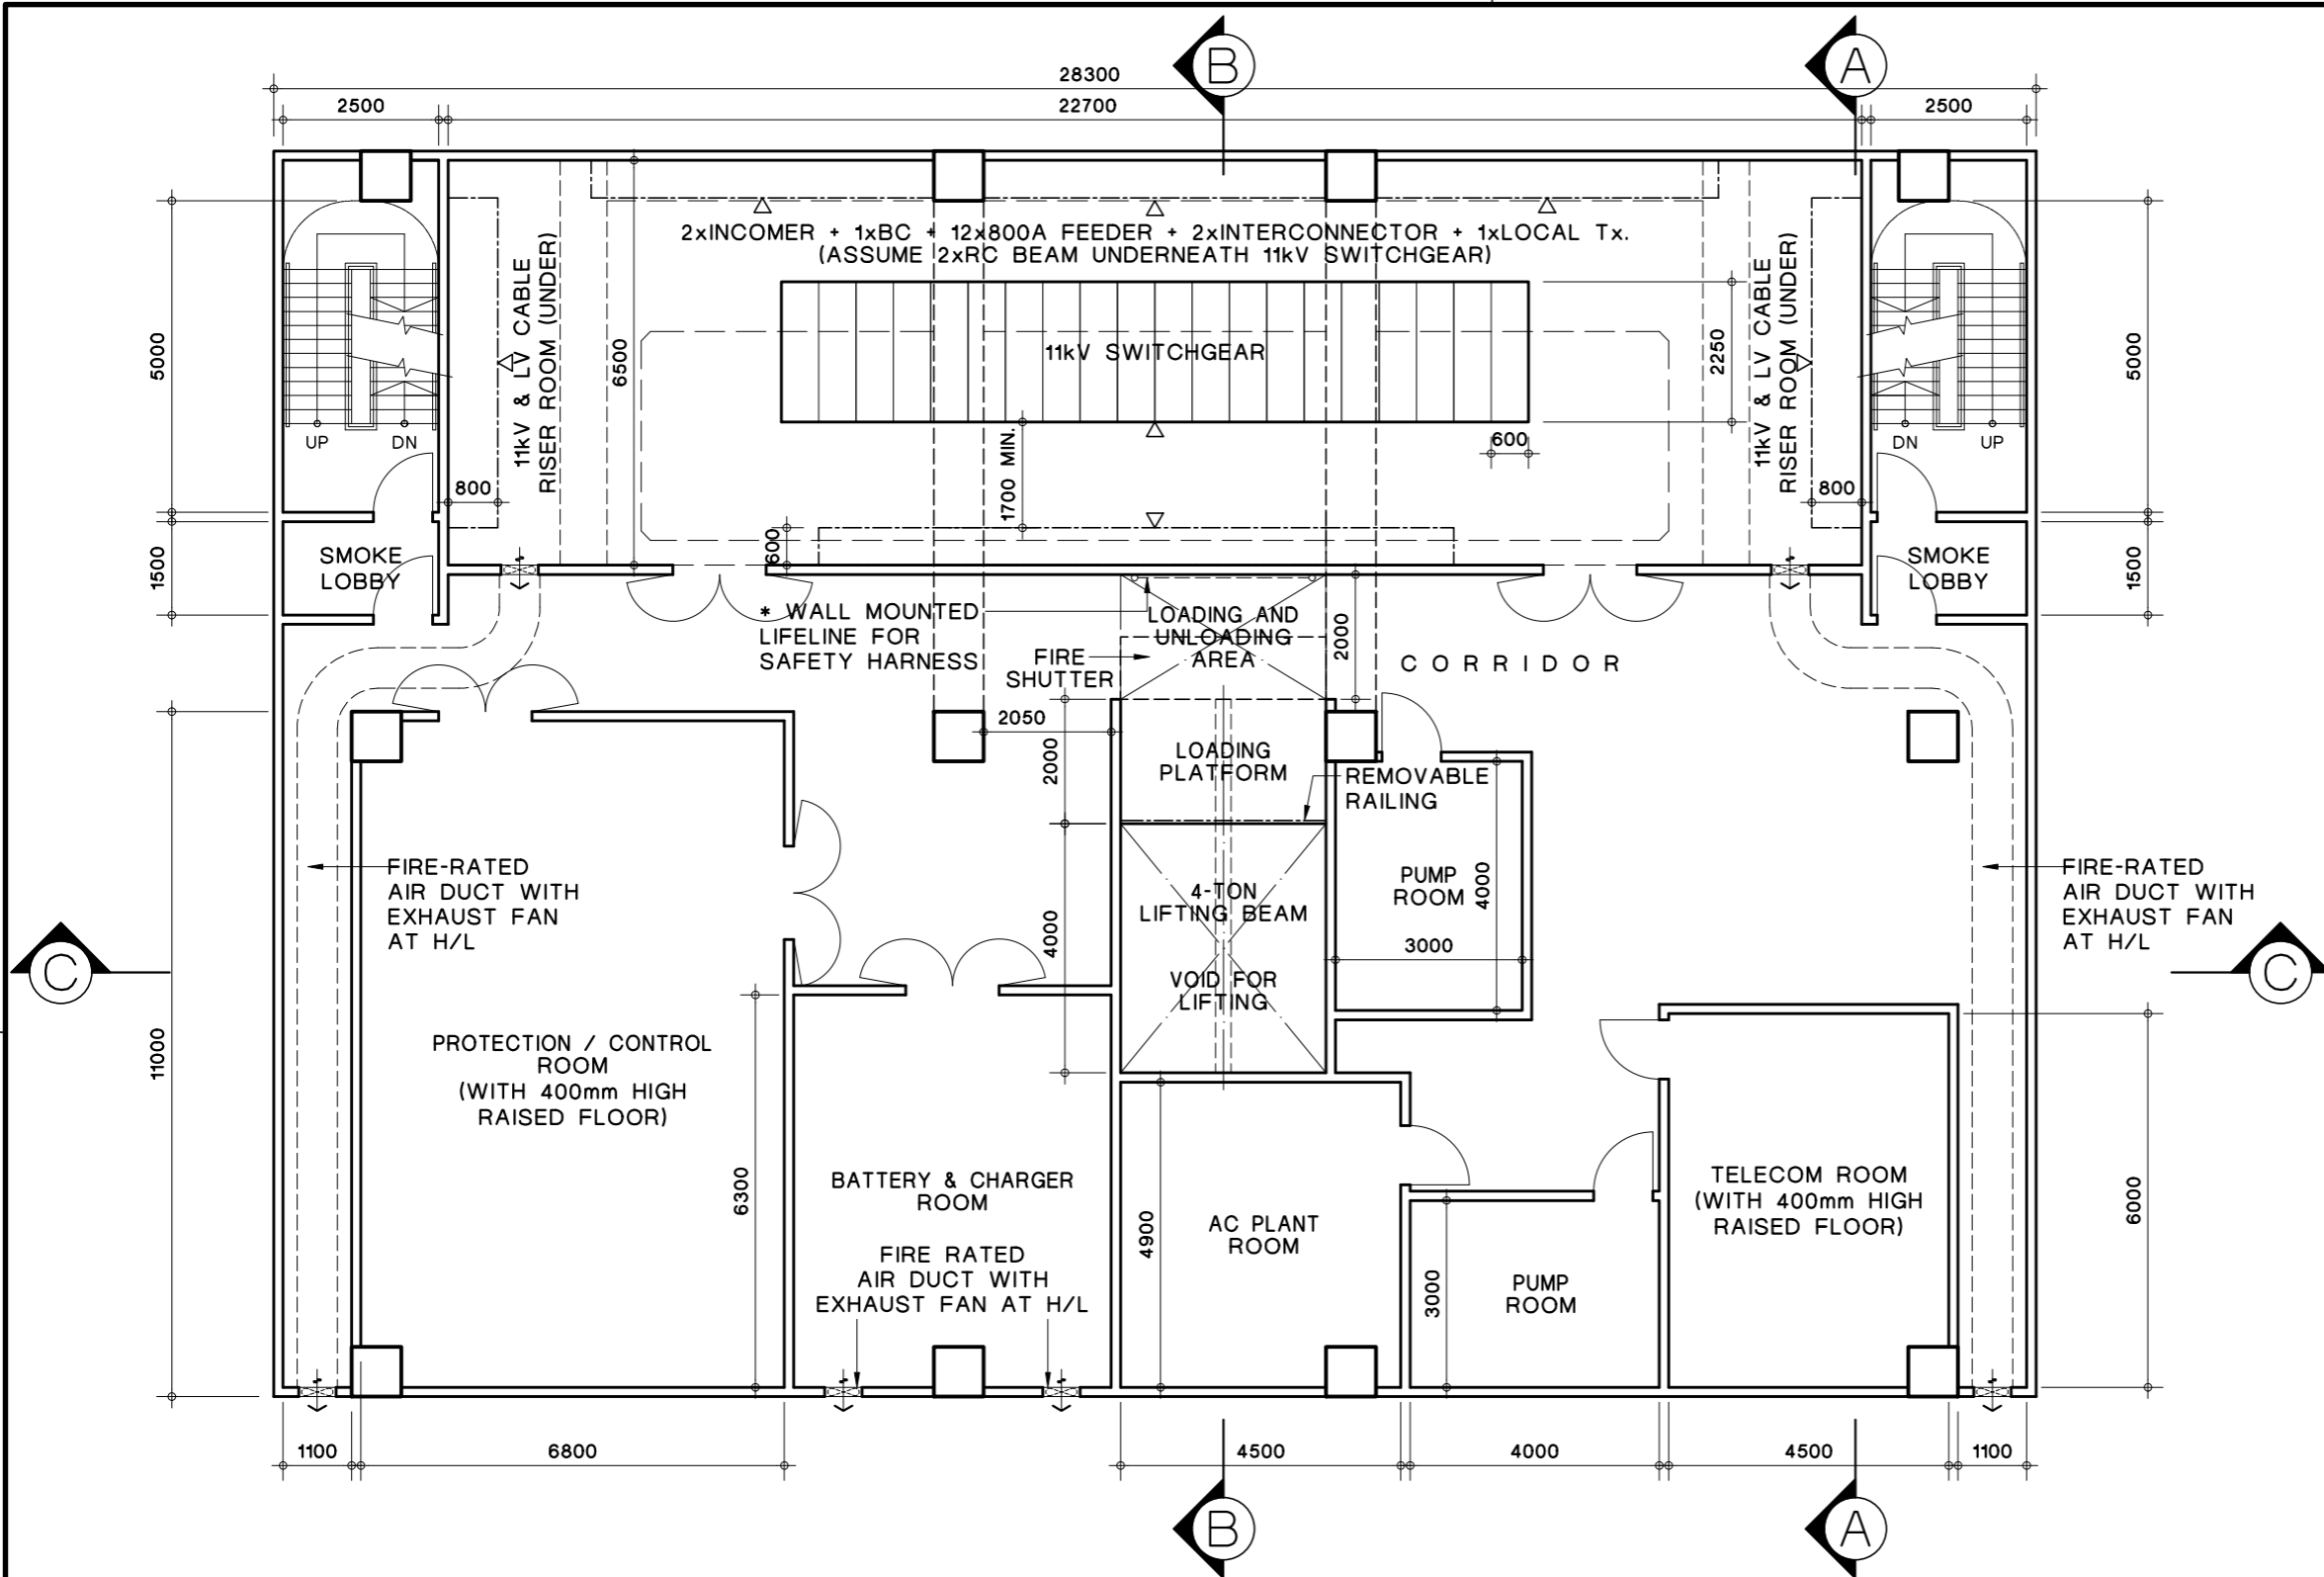 B
A
28300
2500
22700
2500
2xINCOMER + 1xBC + 12x800A FEEDER + 2xINTERCONNECTOR + 1xLOCAL Tx.
(ASSUME 2xRC BEAM UNDERNEATH 11kV SWITCHGEAR)
11kV & LV CABLE
RISER ROOM (UNDER)
11kV & LV CABLE
RISER ROOM (UNDER)
5000
6500
11kV SWITCHGEAR
2250
5000
UP
DN
1700 MIN.
600
DN
UP
800
800
600
1500
SMOKE
LOBBY
SMOKE
LOBBY
1500
* WALL MOUNTED
LIFELINE FOR
SAFETY HARNESS
LOADING AND
UNLOADING
AREA
2000
FIRE
SHUTTER
CORRIDOR
2050
2000
LOADING
PLATFORM
REMOVABLE
RAILING
FIRE-RATED
AIR DUCT WITH
EXHAUST FAN
AT H/L
4-TON
LIFTING BEAM
PUMP
ROOM
4000
FIRE-RATED
AIR DUCT WITH
EXHAUST FAN
AT H/L
4000
3000
C
VOID FOR
LIFTING
C
11000
PROTECTION / CONTROL
ROOM
(WITH 400mm HIGH
RAISED FLOOR)
6300
BATTERY & CHARGER
ROOM
4900
AC PLANT
ROOM
TELECOM ROOM
(WITH 400mm HIGH
RAISED FLOOR)
6000
FIRE RATED
AIR DUCT WITH
EXHAUST FAN AT H/L
3000
PUMP
ROOM
1100
6800
4500
4000
4500
1100
B
A